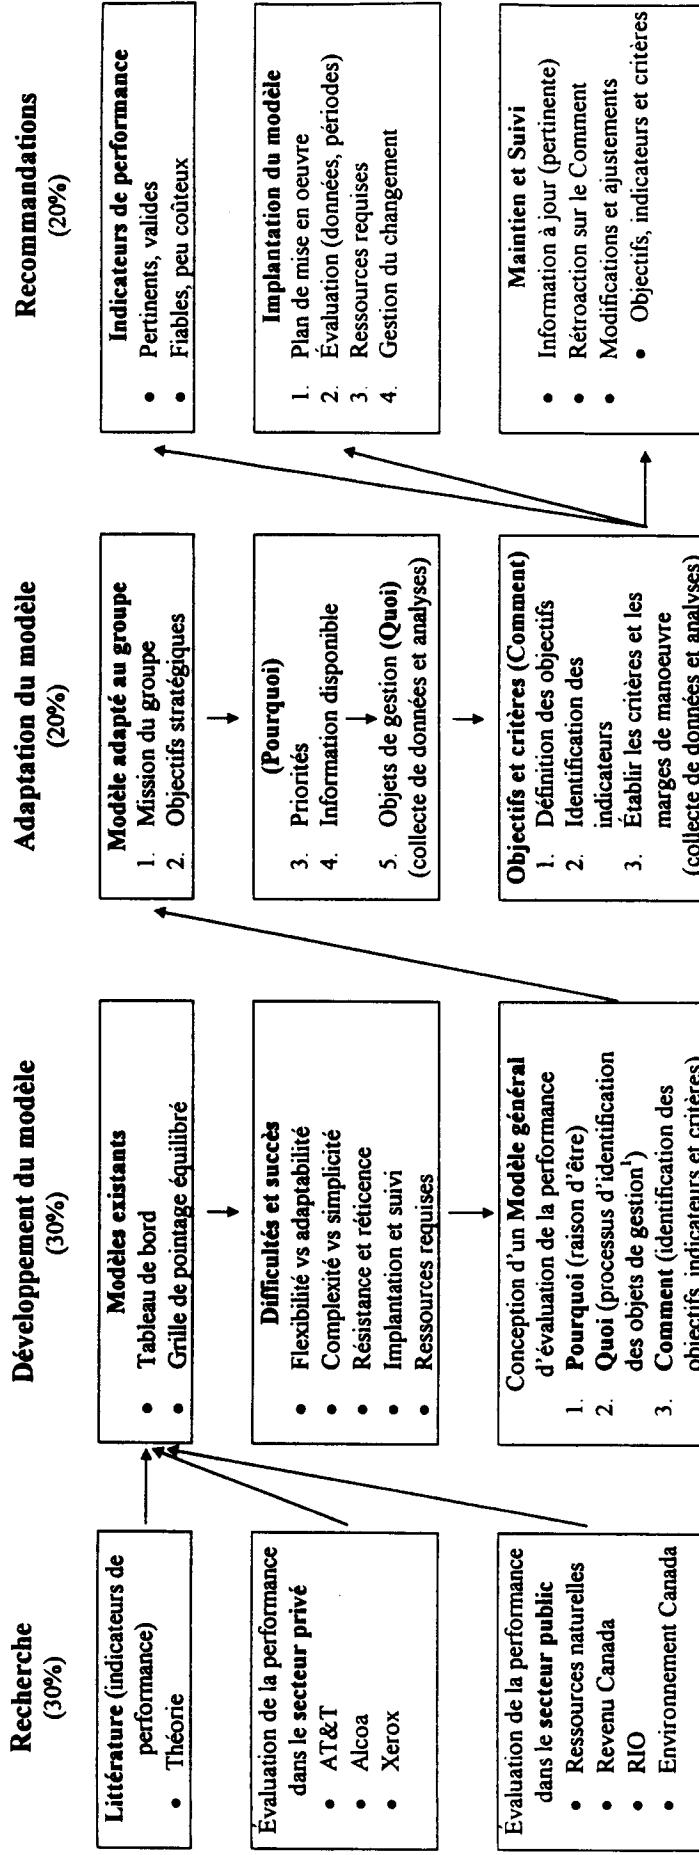 Recherche
(30%)
Littérature (indicateurs de
performance)
• Théorie
Évaluation de la performance
dans le secteur privé
• AT&T
• Alcoa
• Xerox
Évaluation de la performance
dans le secteur public
• Ressources naturelles
• Revenu Canada
• RIO
• Environnement Canada
Développement du modèle
(30%)
Modèles existants
• Tableau de bord
• Grille de pointage équilibré
Difficultés et succès
• Flexibilité vs adaptabilité
• Complexité vs simplicité
• Résistance et réticence
• Implantation et suivi
• Ressources requises
Conception d'un Modèle général
d'évaluation de la performance
1. Pourquoi (raison d'être)
2. Quoi (processus d'identification
des objets de gestion¹)
3. Comment (identification des
objectifs, indicateurs et critères)
Adaptation du modèle
(20%)
Modèle adapté au groupe
1. Mission du groupe
2. Objectifs stratégiques
(Pourquoi)
3. Priorités
4. Information disponible
5. Objets de gestion (Quoi)
(collecte de données et analyses)
Objectifs et critères (Comment)
1. Définition des objectifs
2. Identification des
indicateurs
3. Établir les critères et les
marges de manoeuvre
(collecte de données et analyses)
Recommandations
(20%)
Indicateurs de performance
• Pertinents, valides
• Fiables, peu coûteux
Implantation du modèle
1. Plan de mise en oeuvre
2. Évaluation (données, périodes)
3. Ressources requises
4. Gestion du changement
Maintien et Suivi
• Information à jour (pertinente)
• Rétroaction sur le Comment
• Modifications et ajustements
• Objectifs, indicateurs et critères